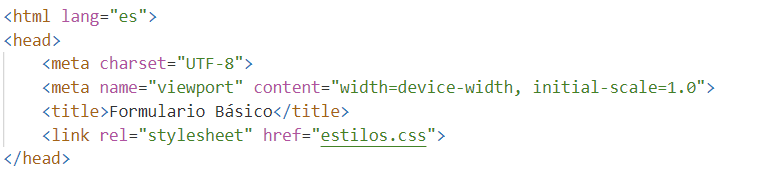 <html lang="es">
<head>
<meta charset="UTF-8">
<meta name="viewport" content="width=device-width, initial-scale=1.0">
<title>Formulario Básico</title>
<link rel="stylesheet" href="estilos.css">
</head>